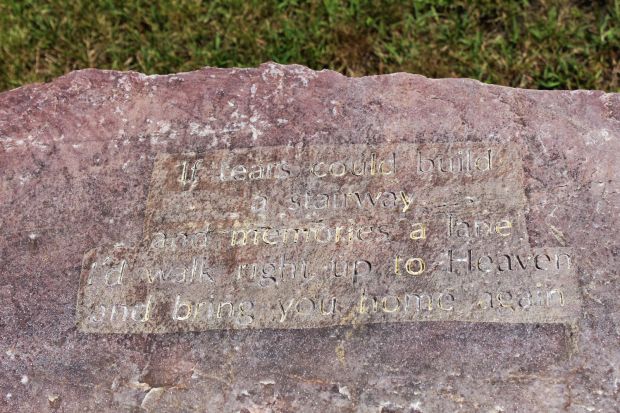 If tears could build
a stairway
and memories a lane,
I'd walk right up to Heaven
and bring you home again